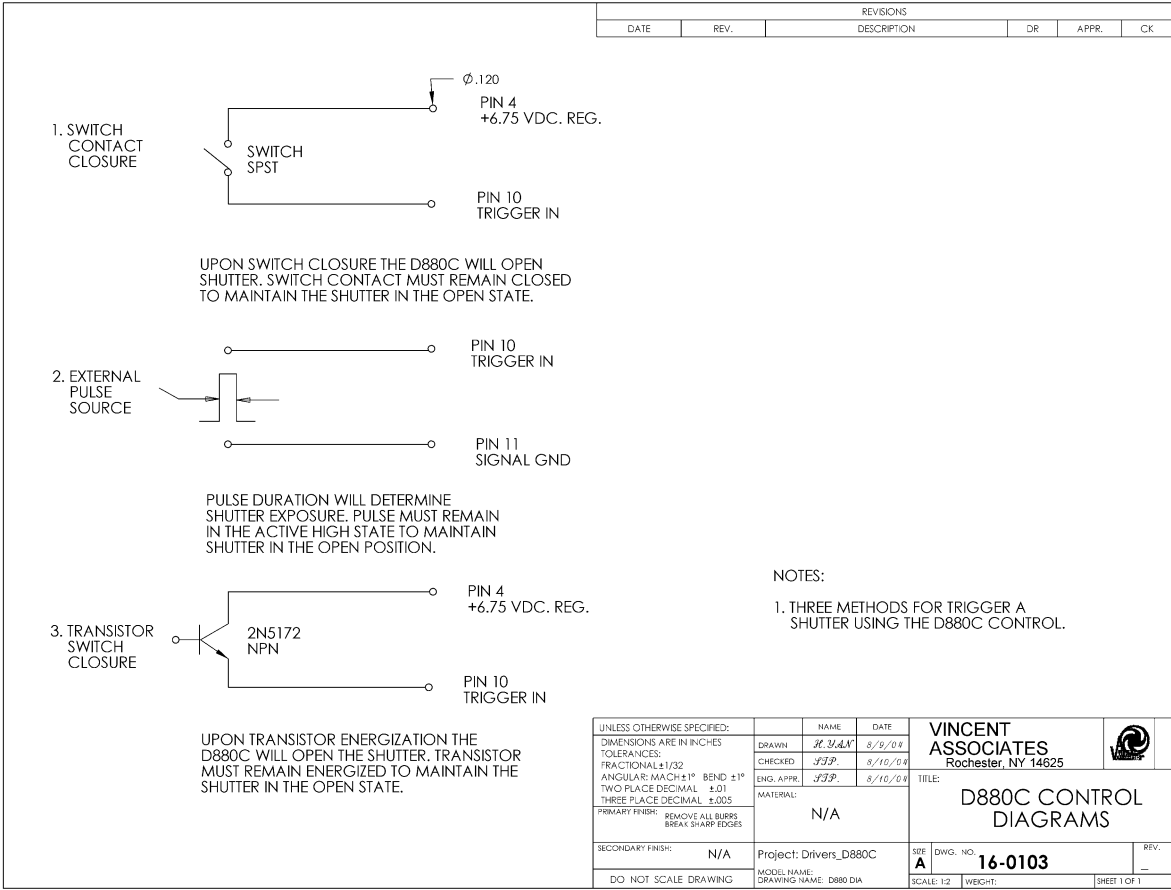 REVISIONS
DATE REV. DESCRIPTION DR APPR. CK
Ø.120
PIN 4
+6.75 VDC. REG.
1. SWITCH
CONTACT
CLOSURE
SWITCH
SPST
PIN 10
TRIGGER IN
UPON SWITCH CLOSURE THE D880C WILL OPEN
SHUTTER. SWITCH CONTACT MUST REMAIN CLOSED
TO MAINTAIN THE SHUTTER IN THE OPEN STATE.
PIN 10
TRIGGER IN
2. EXTERNAL
PULSE
SOURCE
PIN 11
SIGNAL GND
PULSE DURATION WILL DETERMINE
SHUTTER EXPOSURE. PULSE MUST REMAIN
IN THE ACTIVE HIGH STATE TO MAINTAIN
SHUTTER IN THE OPEN POSITION.
PIN 4
+6.75 VDC. REG.
3. TRANSISTOR
SWITCH
CLOSURE
2N5172
NPN
PIN 10
TRIGGER IN
UPON TRANSISTOR ENERGIZATION THE
D880C WILL OPEN THE SHUTTER. TRANSISTOR
MUST REMAIN ENERGIZED TO MAINTAIN THE
SHUTTER IN THE OPEN STATE.
NOTES:
1. THREE METHODS FOR TRIGGER A
SHUTTER USING THE D880C CONTROL.
UNLESS OTHERWISE SPECIFIED:
DIMENSIONS ARE IN INCHES
TOLERANCES:
FRACTIONAL ±1/32
ANGULAR: MACH±1° BEND ±1°
TWO PLACE DECIMAL ±.01
THREE PLACE DECIMAL ±.005
PRIMARY FINISH: REMOVE ALL BURRS
BREAK SHARP EDGES
SECONDARY FINISH: N/A
DO NOT SCALE DRAWING
NAME DATE
DRAWN H. YAN 8/9/04
CHECKED 8/10/04
ENG. APPR. 8/10/04
MATERIAL:
N/A
Project: Drivers_D880C
MODEL NAME:
DRAWING NAME: D880 DIA
VINCENT
ASSOCIATES
Rochester, NY 14625
TITLE:
D880C CONTROL
DIAGRAMS
SIZE A DWG. NO. 16-0103 REV. _
SCALE: 1:2 WEIGHT: SHEET 1 OF 1